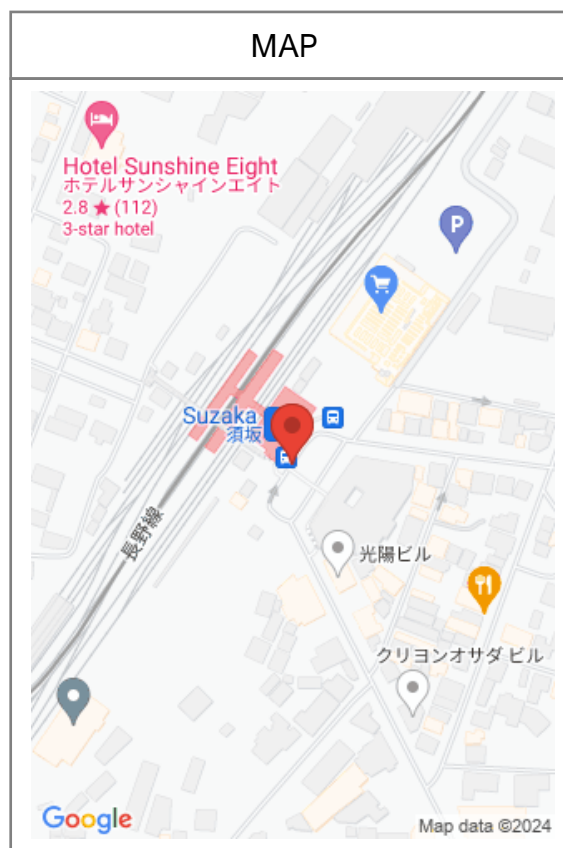 MAP
Hotel Sunshine Eight
ホテルサンシャインエイト
2.8 ★ (112)
3-star hotel
P
Suzaka
須坂
長野線
光陽ビル
クリヨンオサダ ビル
Google
Map data ©2024